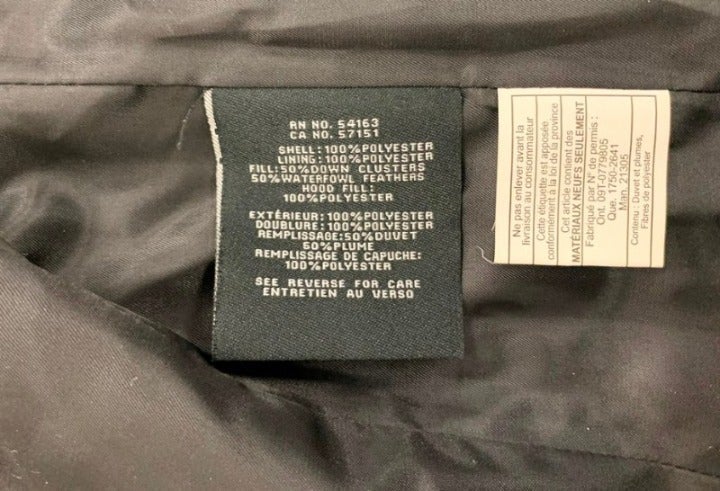 RN NO. 54163
CA NO. 57151
SHELL:100%POLYESTER
LINING:100%POLYESTER
FILL:50%DOWN CLUSTERS
50%WATERFOWL FEATHERS
HOOD FILL:
100%POLYESTER
EXTÉRIEUR:100%POLYESTER
DOUBLURE:100%POLYESTER
REMPLISSAGE:50%DUVET
50%PLUME
REMPLISSAGE DE CAPUCHE:
100%POLYESTER
SEE REVERSE FOR CARE
ENTRETIEN AU VERSO
Ne pas enlever avant la
livraison au consommateur
Cette étiquette est apposée
conformément à la loi de la province
Cet article contient des
MATÉRIAUX NEUFS SEULEMENT
Fabriqué par N° de permis :
Ont. 09T-0779805
Que. 1750-2641
Man. 21305
Contenu : Duvet et plumes,
Fibres de polyester